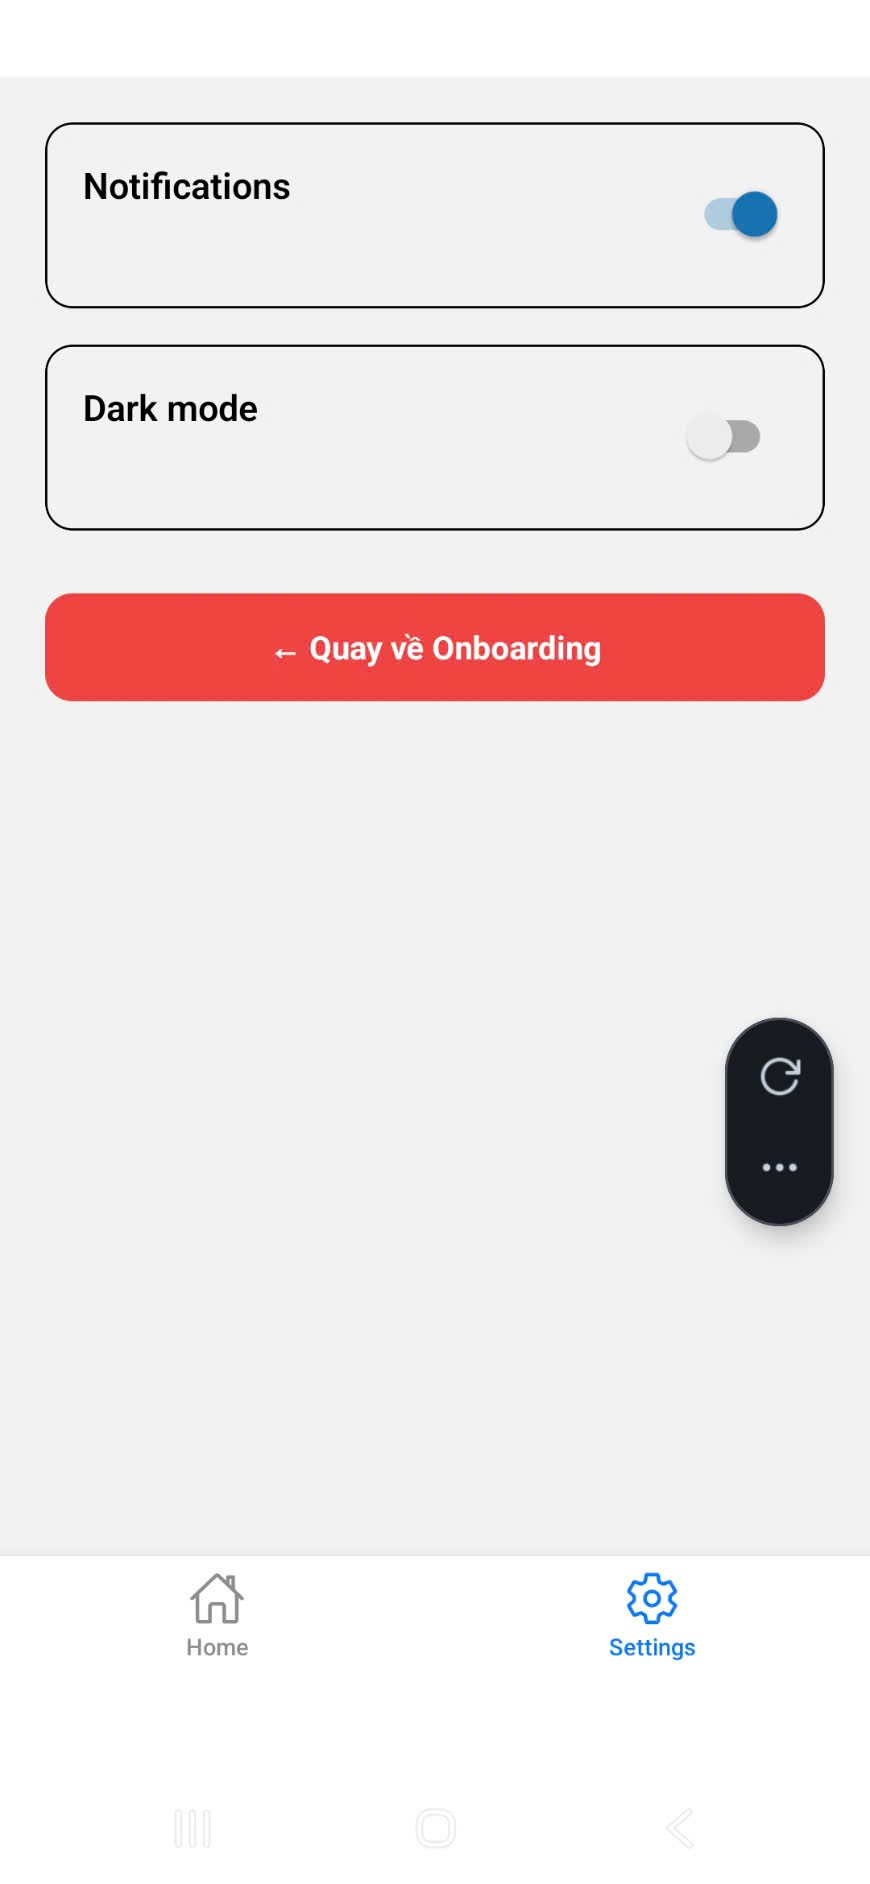 Notifications
Dark mode
← Quay về Onboarding
Home
Settings